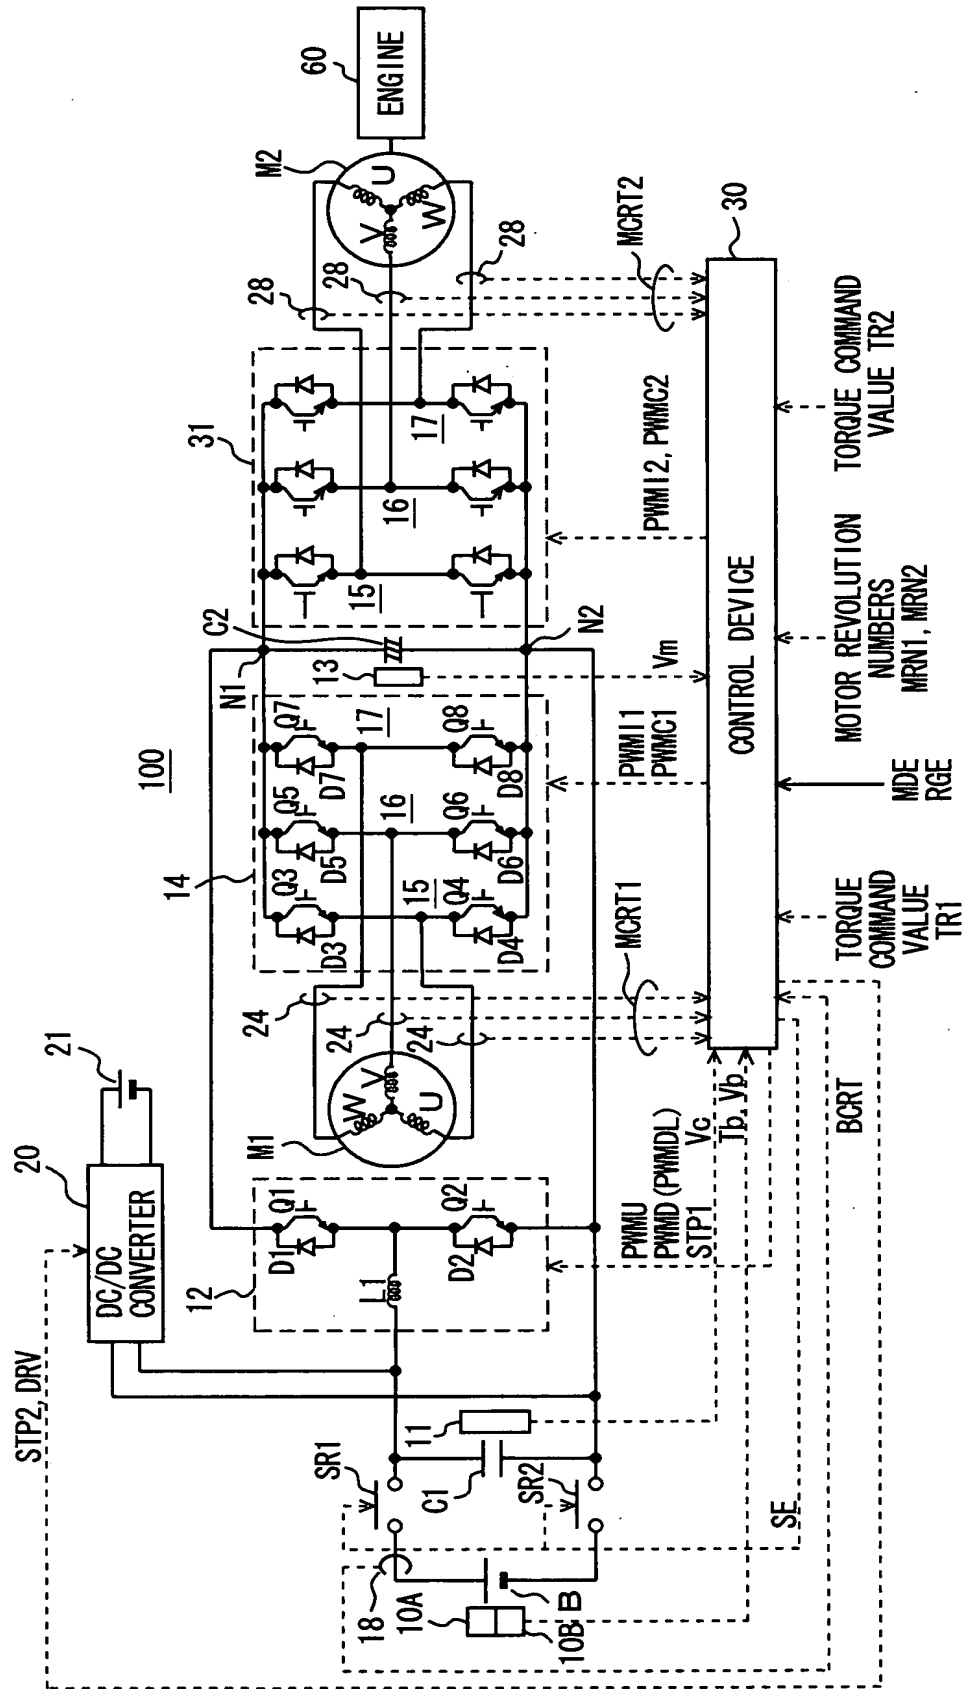 100
STP2, DRV
20
DC/DC
CONVERTER
21
12
D1
Q1
L1
D2
Q2
SR1
11
C1
SR2
18
10A
10B
B
M1
W
V
U
24
24
24
14
Q3
D3
Q5
D5
Q7
D7
15
16
17
Q4
D4
Q6
D6
Q8
D8
N1
C2
13
N2
Vm
31
15
16
17
28
28
28
M2
U
V
W
60
ENGINE
MCRT1
MCRT2
PWMI1
PWMC1
PWMI2, PWMC2
PWMU
PWMD (PWMDL)
STP1
Vc
Tb, Vb
BCRT
SE
30
CONTROL DEVICE
TORQUE
COMMAND
VALUE
TR1
MDE
RGE
MOTOR REVOLUTION
NUMBERS
MRN1, MRN2
TORQUE COMMAND
VALUE TR2